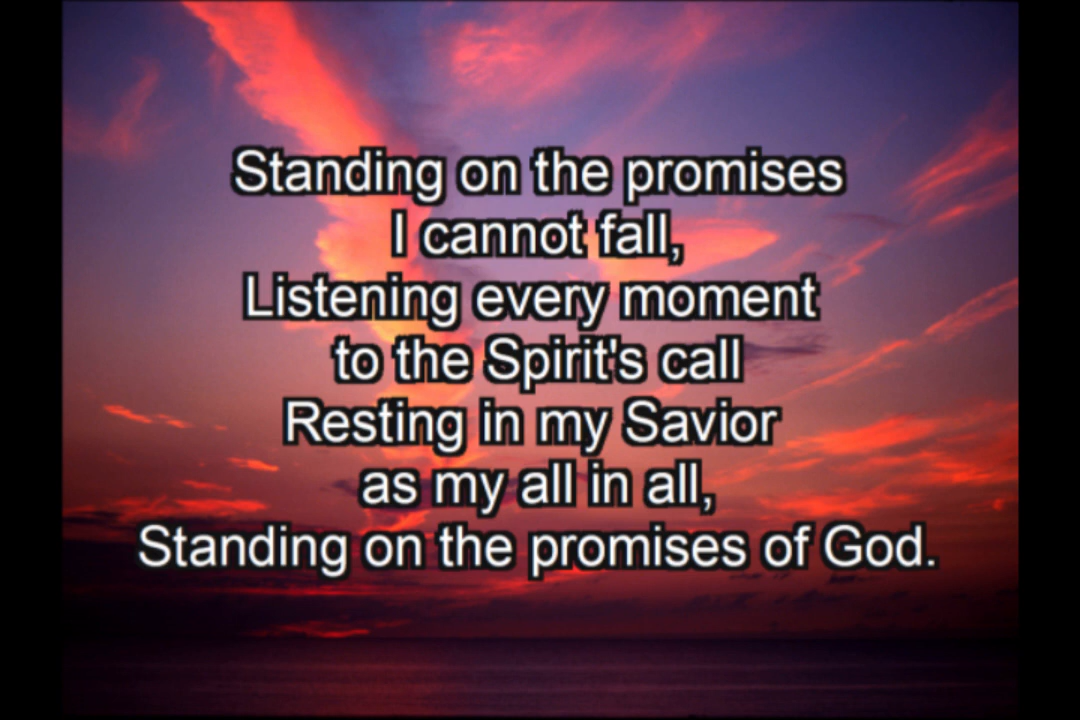 Standing on the promises
I cannot fall,
Listening every moment
to the Spirit's call
Resting in my Savior
as my all in all,
Standing on the promises of God.